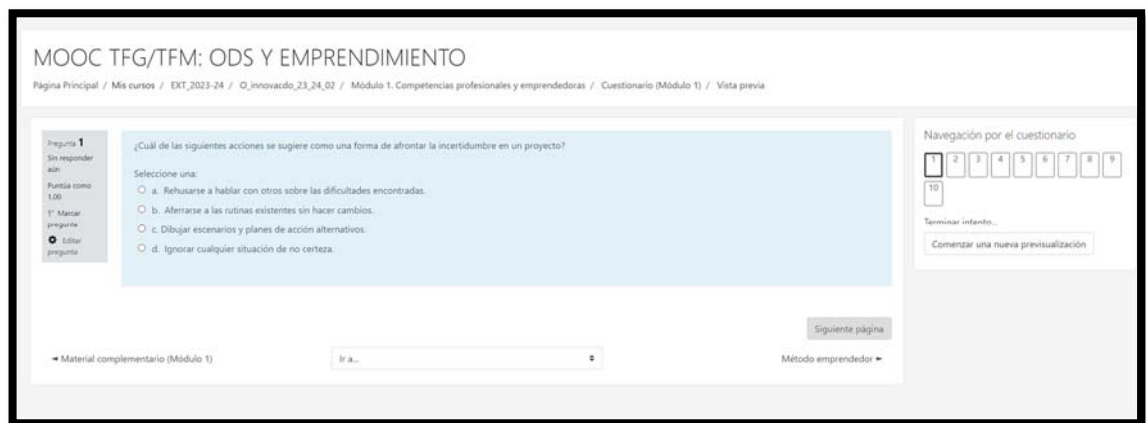 MOOC TFG/TFM: ODS Y EMPRENDIMIENTO
Página Principal / Mis cursos / EXT_2023-24 / O_innovacdo_23_24_02 / Módulo 1. Competencias profesionales y emprendedoras / Cuestionario (Módulo 1) / Vista previa
Pregunta 1
Sin responder
aún
Puntúa como
1,00
Marcar
pregunta
Editar
pregunta
¿Cuál de las siguientes acciones se sugiere como una forma de afrontar la incertidumbre en un proyecto?
Seleccione una:
a. Rehusarse a hablar con otros sobre las dificultades encontradas.
b. Aferrarse a las rutinas existentes sin hacer cambios.
c. Dibujar escenarios y planes de acción alternativos.
d. Ignorar cualquier situación de no certeza.
Siguiente página
◄ Material complementario (Módulo 1)
Ir a...
Método emprendedor ►
Navegación por el cuestionario
1 2 3 4 5 6 7 8 9
10
Terminar intento...
Comenzar una nueva previsualización